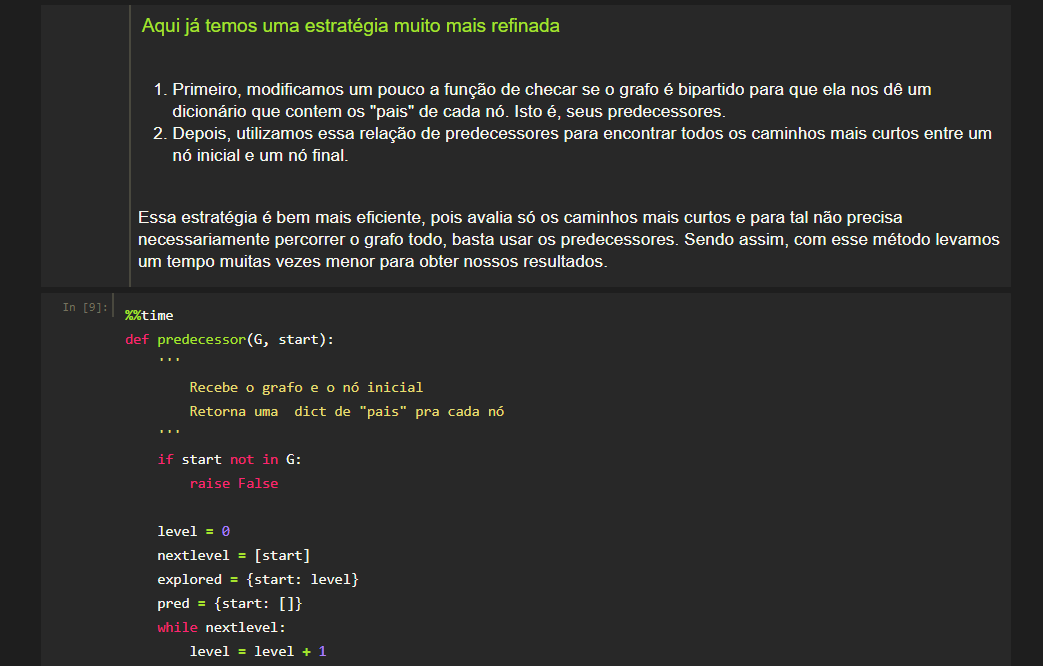 Aqui já temos uma estratégia muito mais refinada
1. Primeiro, modificamos um pouco a função de checar se o grafo é bipartido para que ela nos dê um
dicionário que contem os "pais" de cada nó. Isto é, seus predecessores.
2. Depois, utilizamos essa relação de predecessores para encontrar todos os caminhos mais curtos entre um
nó inicial e um nó final.
Essa estratégia é bem mais eficiente, pois avalia só os caminhos mais curtos e para tal não precisa
necessariamente percorrer o grafo todo, basta usar os predecessores. Sendo assim, com esse método levamos
um tempo muitas vezes menor para obter nossos resultados.
In [9]:
%%time
def predecessor(G, start):
    '''
        Recebe o grafo e o nó inicial
        Retorna uma  dict de "pais" pra cada nó
    '''
    if start not in G:
        raise False
    level = 0
    nextlevel = [start]
    explored = {start: level}
    pred = {start: []}
    while nextlevel:
        level = level + 1